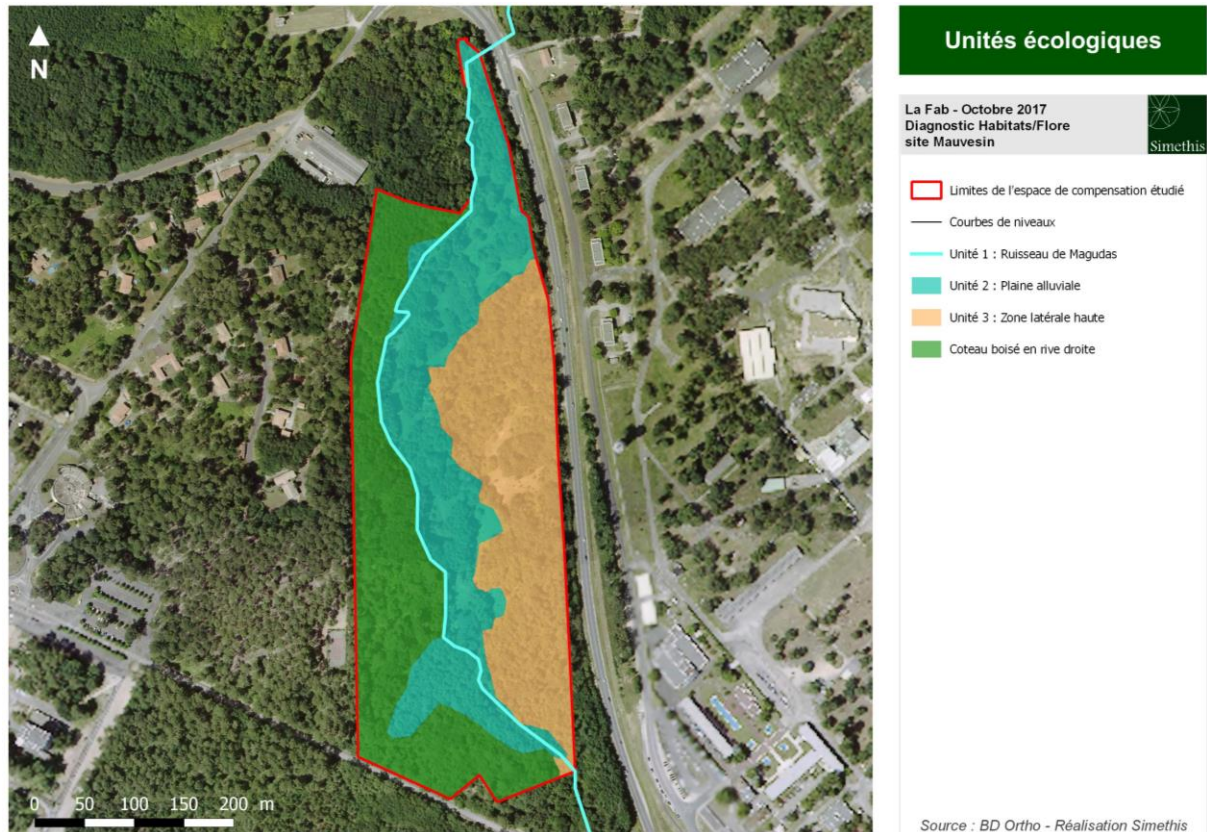 N
0 50 100 150 200 m
Unités écologiques
La Fab - Octobre 2017
Diagnostic Habitats/Flore
site Mauvesin
Simethis
Limites de l'espace de compensation étudié
Courbes de niveaux
Unité 1 : Ruisseau de Magudas
Unité 2 : Plaine alluviale
Unité 3 : Zone latérale haute
Coteau boisé en rive droite
Source : BD Ortho - Réalisation Simethis